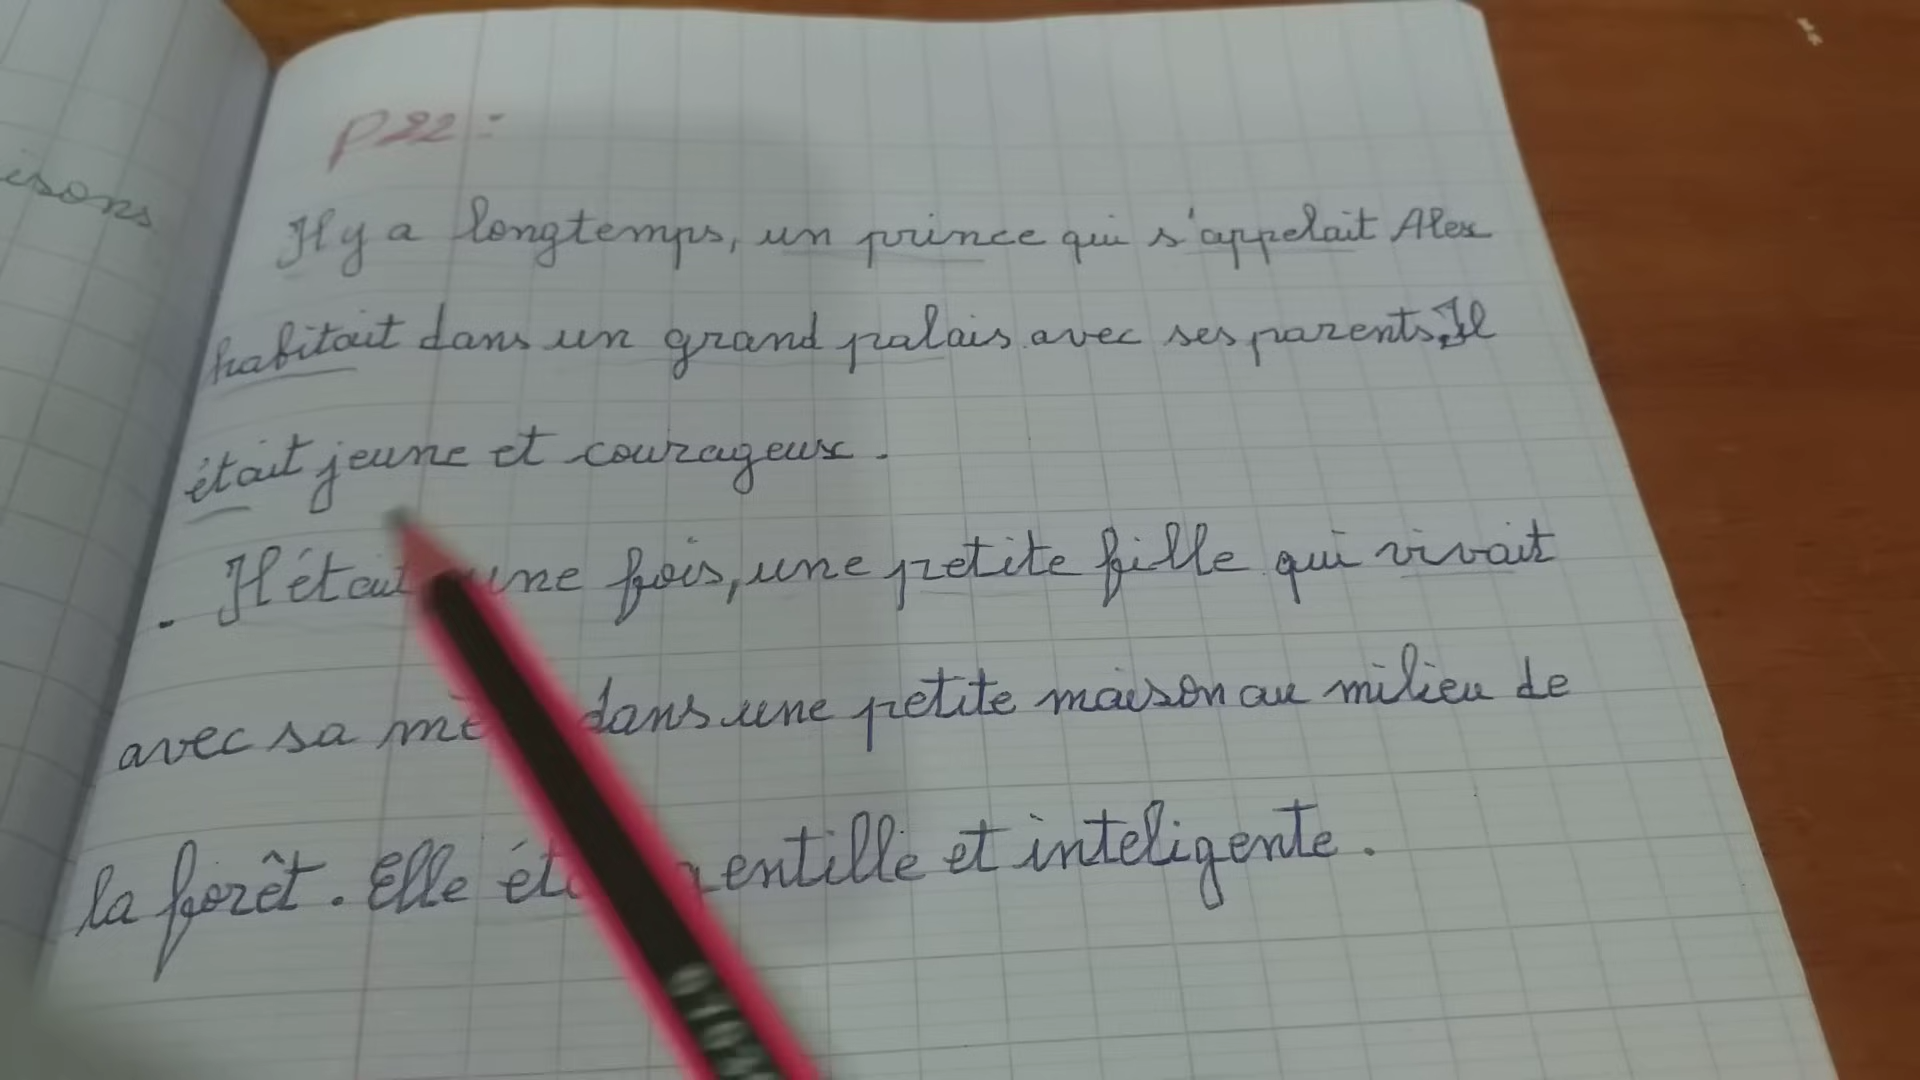 isons
P22:
Il y a longtemps, un prince qui s'appelait Alex
habitait dans un grand palais avec ses parents. Il
était jeune et courageux.
- Il était une fois, une petite fille qui vivait
avec sa dans une petite maison au milieu de
la forêt. Elle et inteligente.